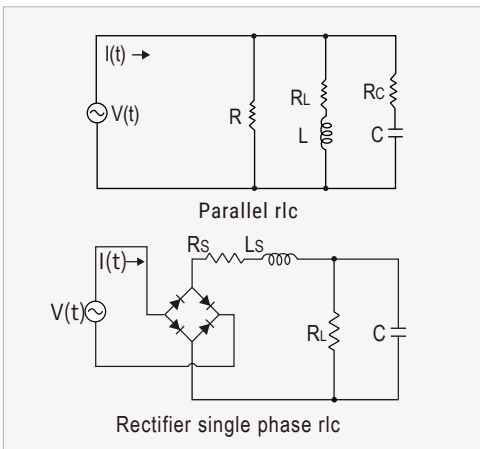 I(t)
V(t)
R
RL
L
RC
C
Parallel rlc
RS LS
I(t)
V(t)
RL
C
Rectifier single phase rlc